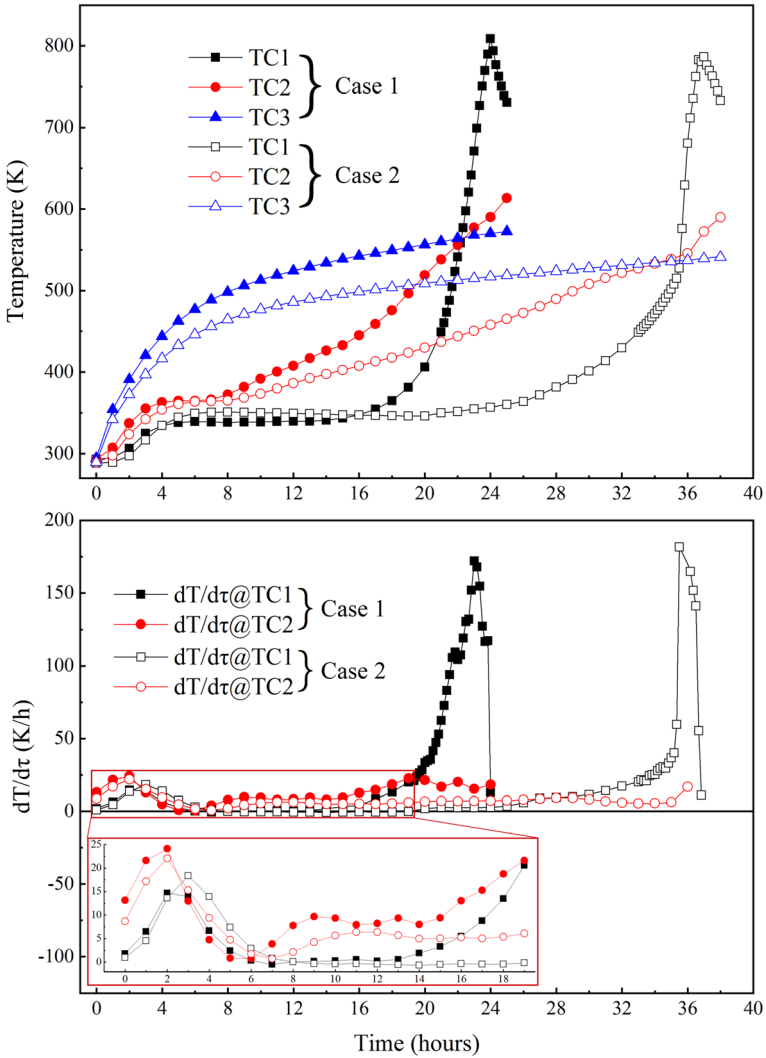 800
700
600
500
400
300
Temperature (K)
TC1
TC2
TC3
Case 1
TC1
TC2
TC3
Case 2
0 4 8 12 16 20 24 28 32 36 40
200
150
100
50
0
-50
-100
dT/dτ (K/h)
dT/dτ@TC1
dT/dτ@TC2
Case 1
dT/dτ@TC1
dT/dτ@TC2
Case 2
25
20
15
10
5
0
0 2 4 6 8 10 12 14 16 18
0 4 8 12 16 20 24 28 32 36 40
Time (hours)